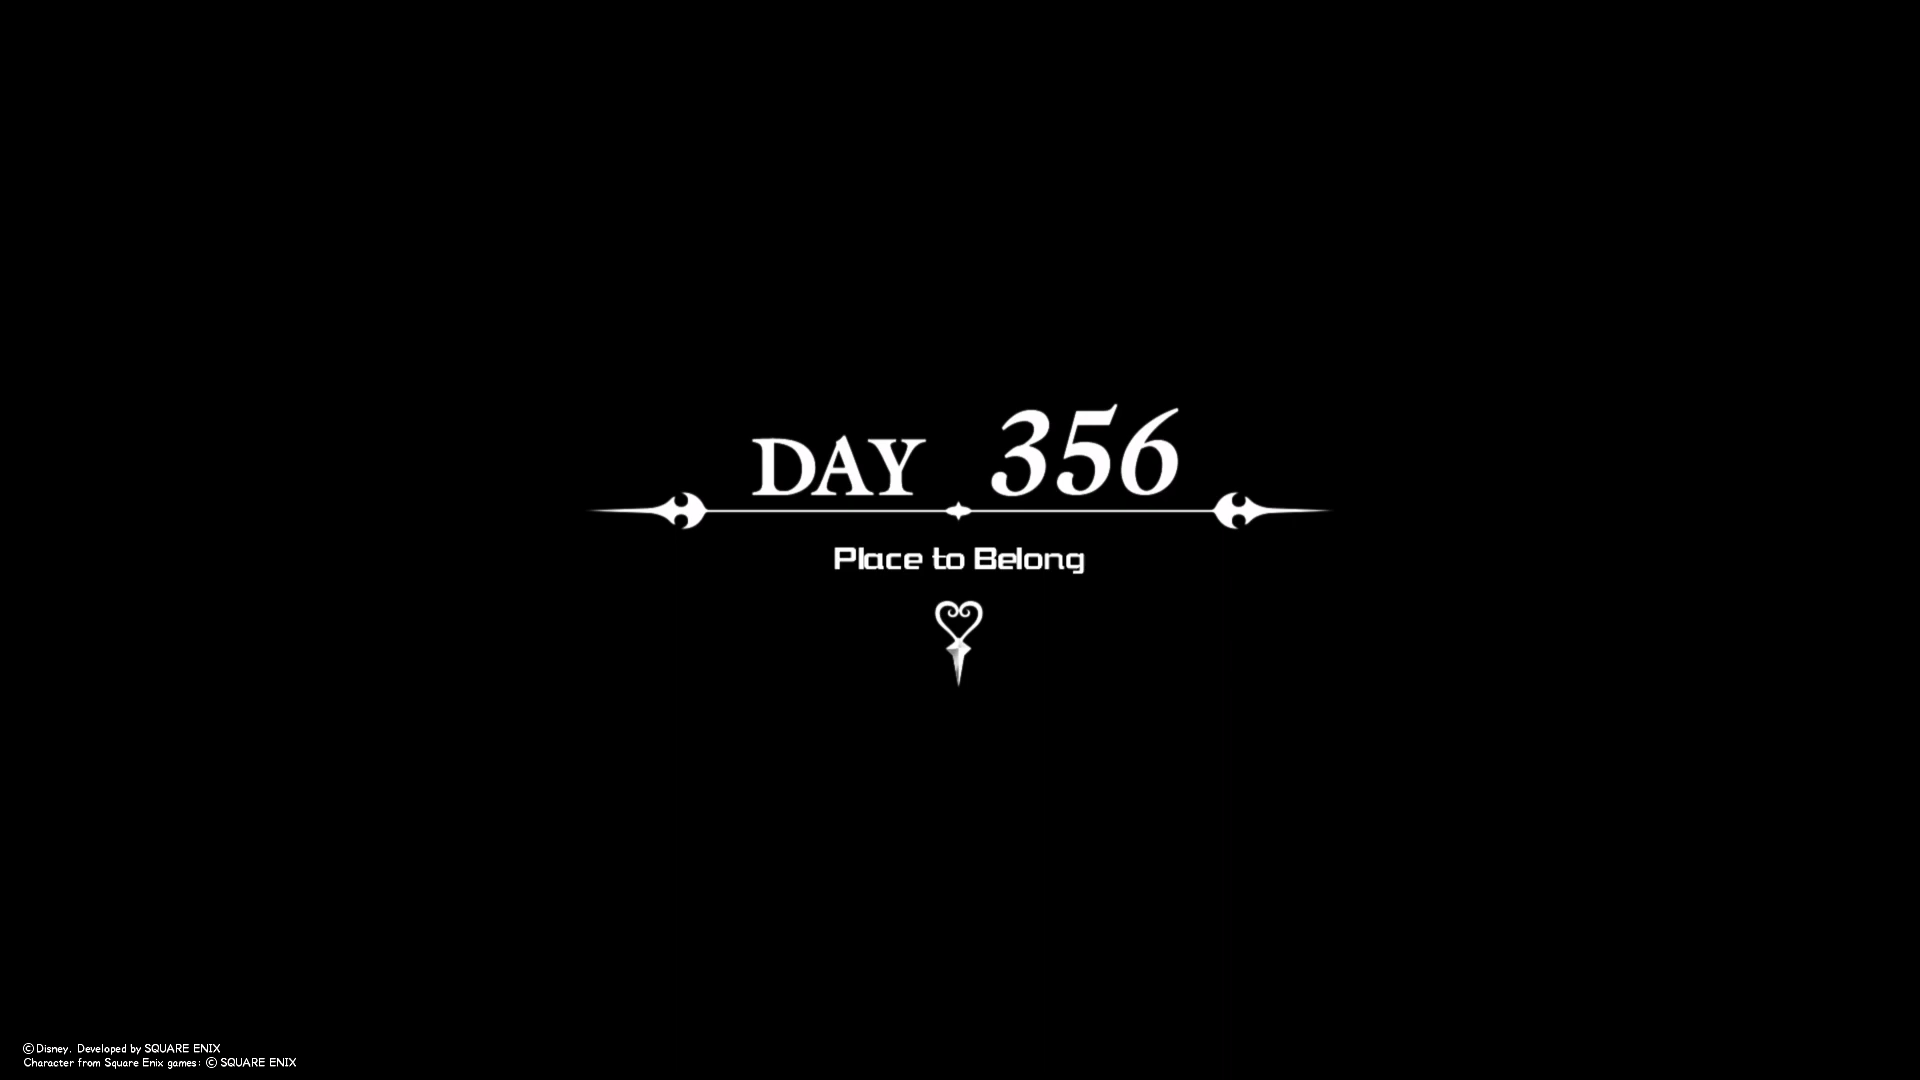 DAY 356
Place to Belong
©Disney. Developed by SQUARE ENIX
Character from Square Enix games: © SQUARE ENIX